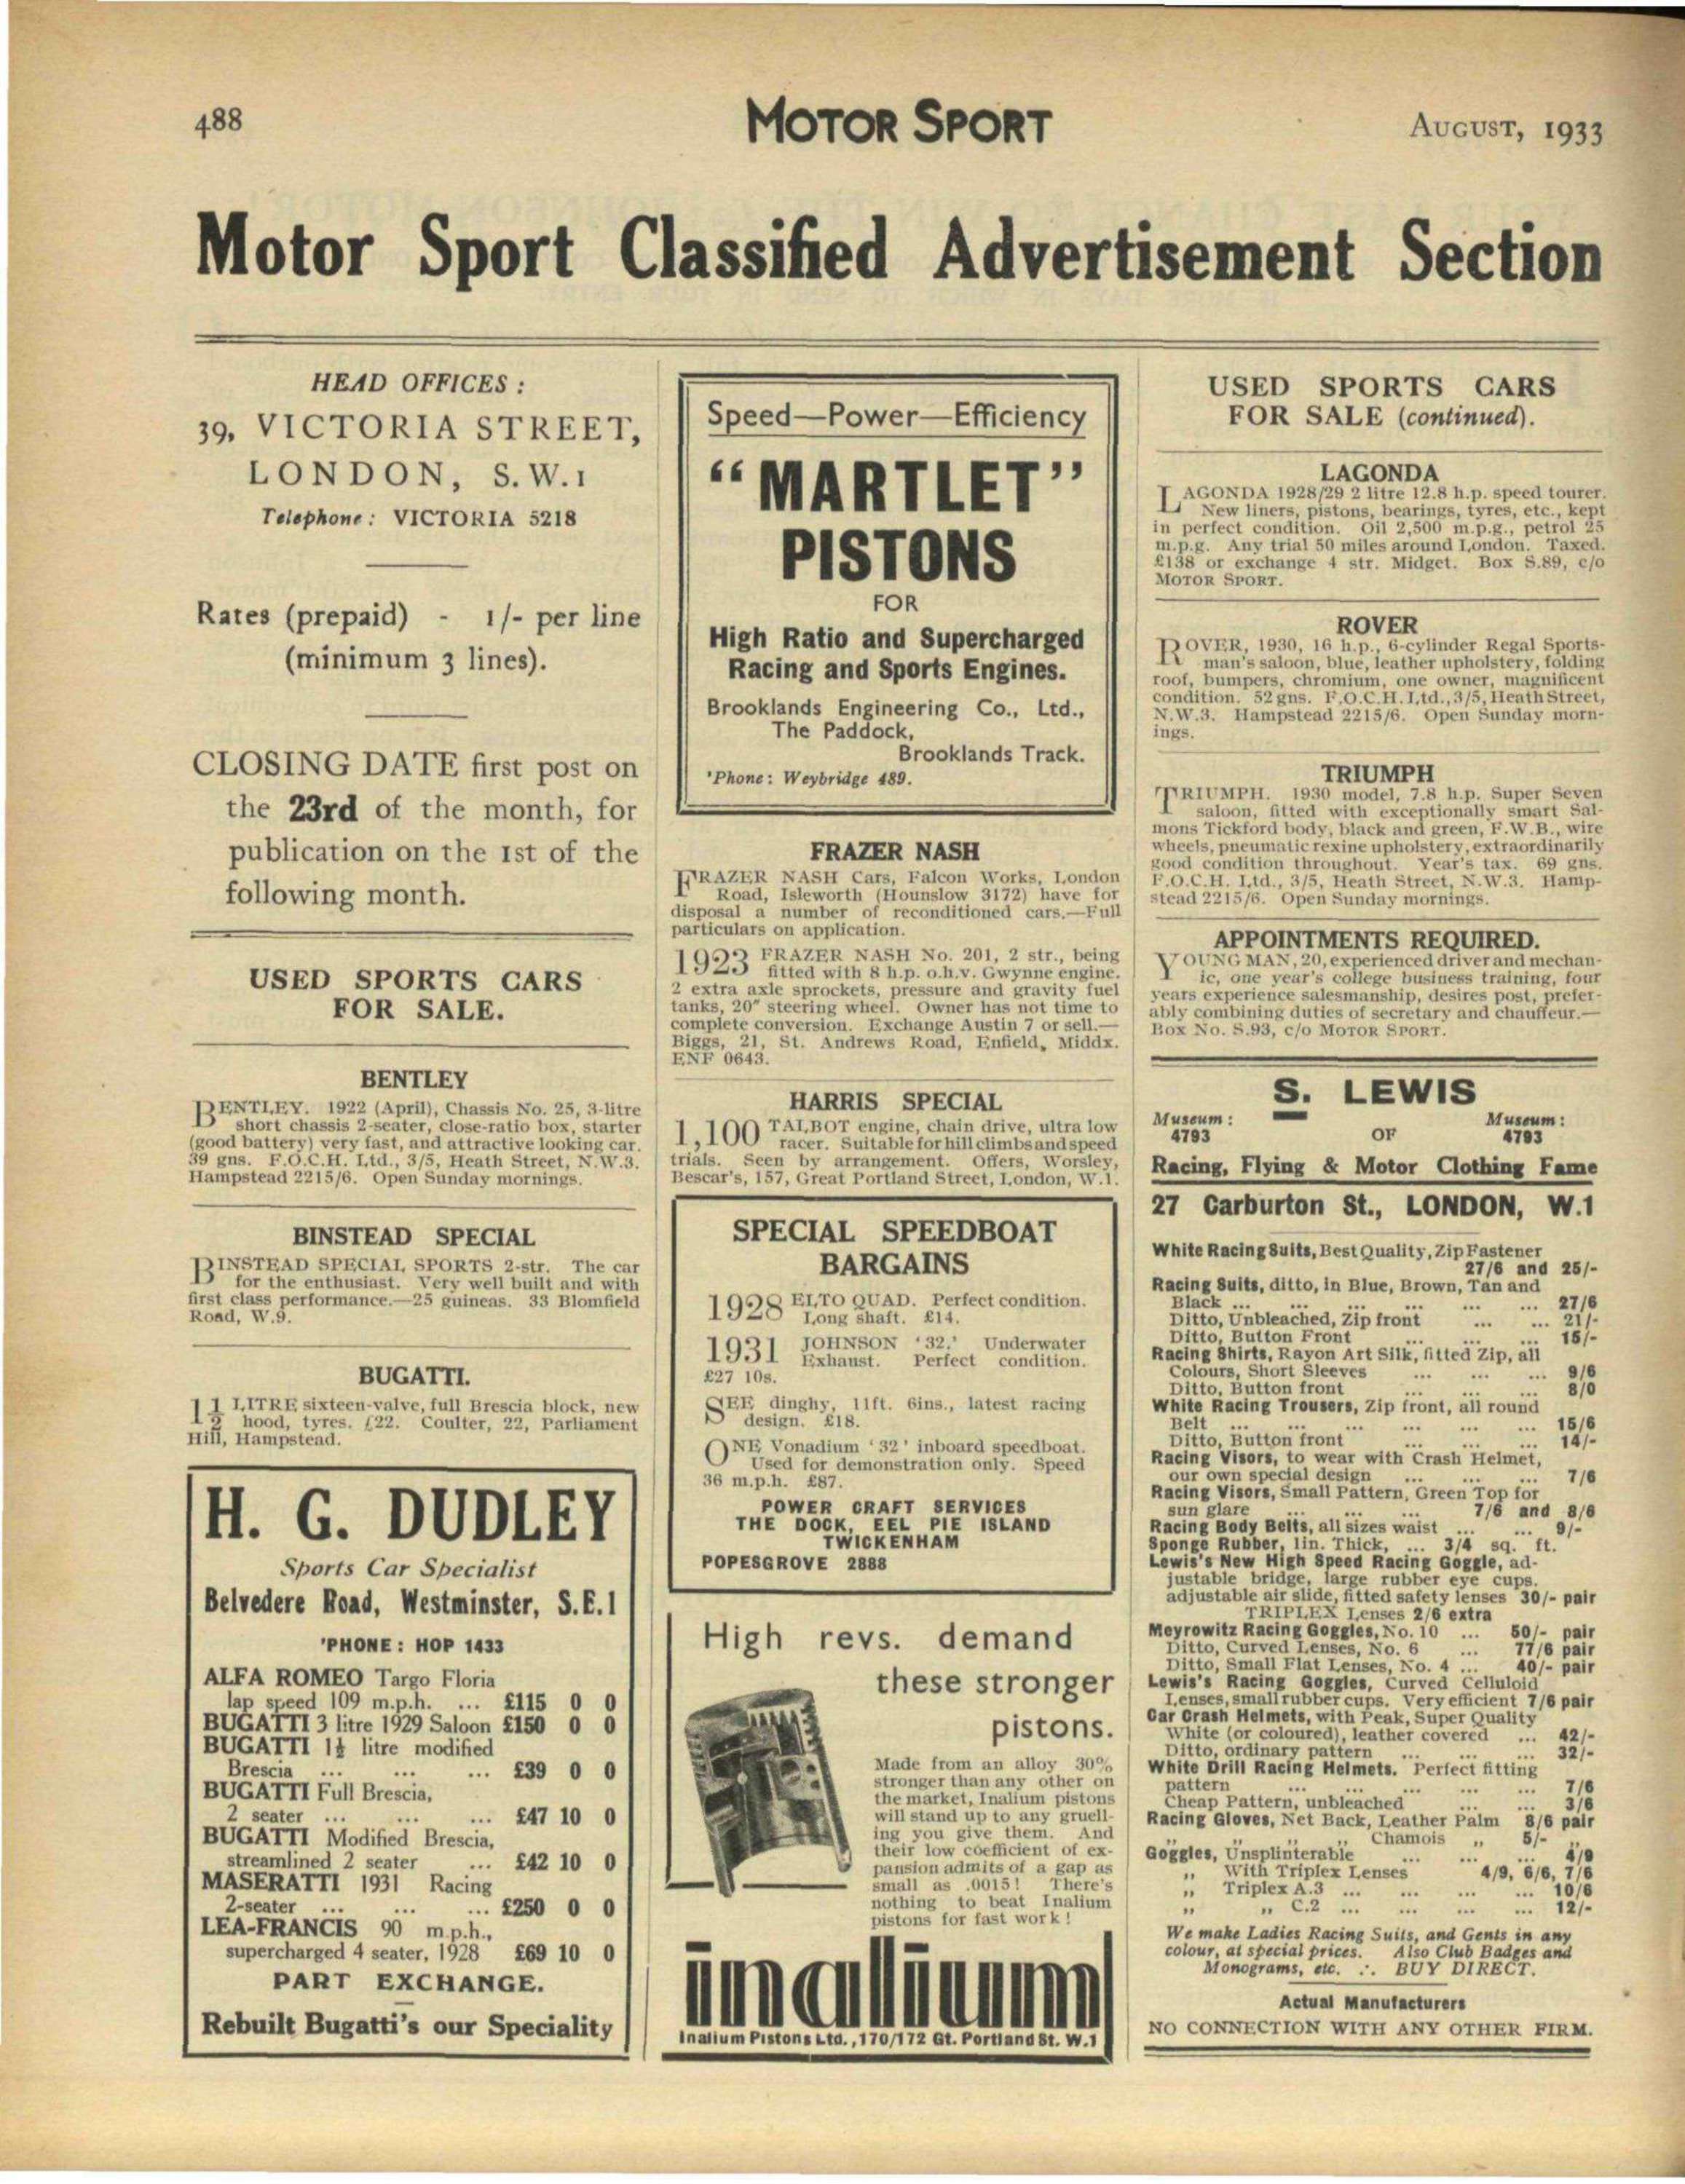 488
MOTOR SPORT
AUGUST, 1933
Motor Sport Classified Advertisement Section
HEAD OFFICES :
39, VICTORIA STREET,
LONDON, S.W.1
Telephone : VICTORIA 5218
Rates (prepaid) - 1/- per line
(minimum 3 lines).
CLOSING DATE first post on
the 23rd of the month, for
publication on the 1st of the
following month.
USED SPORTS CARS
FOR SALE.
BENTLEY
BENTLEY. 1922 (April), Chassis No. 25, 3-litre
short chassis 2-seater, close-ratio box, starter
(good battery) very fast, and attractive looking car.
39 gns. F.O.C.H. Ltd., 3/5, Heath Street, N.W.3.
Hampstead 2215/6. Open Sunday mornings.
BINSTEAD SPECIAL
BINSTEAD SPECIAL SPORTS 2-str. The car
for the enthusiast. Very well built and with
first class performance.—25 guineas. 33 Blomfield
Road, W.9.
BUGATTI.
1½ LITRE sixteen-valve, full Brescia block, new
hood, tyres. £22. Coulter, 22, Parliament
Hill, Hampstead.
H. G. DUDLEY
Sports Car Specialist
Belvedere Road, Westminster, S.E.1
'PHONE : HOP 1433
ALFA ROMEO Targo Floria
lap speed 109 m.p.h. ... £115 0 0
BUGATTI 3 litre 1929 Saloon £150 0 0
BUGATTI 1½ litre modified
Brescia ... ... ... £39 0 0
BUGATTI Full Brescia,
2 seater ... ... ... £47 10 0
BUGATTI Modified Brescia,
streamlined 2 seater ... £42 10 0
MASERATTI 1931 Racing
2-seater ... ... ... £250 0 0
LEA-FRANCIS 90 m.p.h.,
supercharged 4 seater, 1928 £69 10 0
PART EXCHANGE.
Rebuilt Bugatti's our Speciality
Speed—Power—Efficiency
"MARTLET"
PISTONS
FOR
High Ratio and Supercharged
Racing and Sports Engines.
Brooklands Engineering Co., Ltd.,
The Paddock,
Brooklands Track.
'Phone : Weybridge 489.
FRAZER NASH
FRAZER NASH Cars, Falcon Works, London
Road, Isleworth (Hounslow 3172) have for
disposal a number of reconditioned cars.—Full
particulars on application.
1923 FRAZER NASH No. 201, 2 str., being
fitted with 8 h.p. o.h.v. Gwynne engine.
2 extra axle sprockets, pressure and gravity fuel
tanks, 20″ steering wheel. Owner has not time to
complete conversion. Exchange Austin 7 or sell.—
Biggs, 21, St. Andrews Road, Enfield, Middx.
ENF 0643.
HARRIS SPECIAL
1,100 TALBOT engine, chain drive, ultra low
racer. Suitable for hill climbs and speed
trials. Seen by arrangement. Offers, Worsley,
Bescar's, 157, Great Portland Street, London, W.1.
SPECIAL SPEEDBOAT
BARGAINS
1928 ELTO QUAD. Perfect condition.
Long shaft. £14.
1931 JOHNSON '32.' Underwater
Exhaust. Perfect condition.
£27 10s.
SEE dinghy, 11ft. 6ins., latest racing
design. £18.
ONE Vonadium '32' inboard speedboat.
Used for demonstration only. Speed
36 m.p.h. £87.
POWER CRAFT SERVICES
THE DOCK, EEL PIE ISLAND
TWICKENHAM
POPESGROVE 2888
High revs. demand
these stronger
pistons.
Made from an alloy 30%
stronger than any other on
the market, Inalium pistons
will stand up to any gruell-
ing you give them. And
their low coefficient of ex-
pansion admits of a gap as
small as .0015! There's
nothing to beat Inalium
pistons for fast work!
inalium
Inalium Pistons Ltd., 170/172 Gt. Portland St. W.1
USED SPORTS CARS
FOR SALE (continued).
LAGONDA
LAGONDA 1928/29 2 litre 12.8 h.p. speed tourer.
New liners, pistons, bearings, tyres, etc., kept
in perfect condition. Oil 2,500 m.p.g., petrol 25
m.p.g. Any trial 50 miles around London. Taxed.
£138 or exchange 4 str. Midget. Box S.89, c/o
MOTOR SPORT.
ROVER
ROVER, 1930, 16 h.p., 6-cylinder Regal Sports-
man's saloon, blue, leather upholstery, folding
roof, bumpers, chromium, one owner, magnificent
condition. 52 gns. F.O.C.H. Ltd., 3/5, Heath Street,
N.W.3. Hampstead 2215/6. Open Sunday morn-
ings.
TRIUMPH
TRIUMPH. 1930 model, 7.8 h.p. Super Seven
saloon, fitted with exceptionally smart Sal-
mons Tickford body, black and green, F.W.B., wire
wheels, pneumatic rexine upholstery, extraordinarily
good condition throughout. Year's tax. 69 gns.
F.O.C.H. Ltd., 3/5, Heath Street, N.W.3. Hamp-
stead 2215/6. Open Sunday mornings.
APPOINTMENTS REQUIRED.
YOUNG MAN, 20, experienced driver and mechan-
ic, one year's college business training, four
years experience salesmanship, desires post, prefer-
ably combining duties of secretary and chauffeur.—
Box No. S.93, c/o MOTOR SPORT.
S. LEWIS
Museum : Museum :
4793 OF 4793
Racing, Flying & Motor Clothing Fame
27 Carburton St., LONDON, W.1
White Racing Suits, Best Quality, Zip Fastener
27/6 and 25/-
Racing Suits, ditto, in Blue, Brown, Tan and
Black ... ... ... ... ... ... 27/6
Ditto, Unbleached, Zip front ... ... 21/-
Ditto, Button Front ... ... ... 15/-
Racing Shirts, Rayon Art Silk, fitted Zip, all
Colours, Short Sleeves ... ... ... 9/6
Ditto, Button front ... ... ... 8/0
White Racing Trousers, Zip front, all round
Belt ... ... ... ... ... ... 15/6
Ditto, Button front ... ... ... 14/-
Racing Visors, to wear with Crash Helmet,
our own special design ... ... ... 7/6
Racing Visors, Small Pattern, Green Top for
sun glare ... ... ... 7/6 and 8/6
Racing Body Belts, all sizes waist ... ... 9/-
Sponge Rubber, 1in. Thick, ... 3/4 sq. ft.
Lewis's New High Speed Racing Goggle, ad-
justable bridge, large rubber eye cups.
adjustable air slide, fitted safety lenses 30/- pair
TRIPLEX Lenses 2/6 extra
Meyrowitz Racing Goggles, No. 10 ... 50/- pair
Ditto, Curved Lenses, No. 6 ... 77/6 pair
Ditto, Small Flat Lenses, No. 4 ... 40/- pair
Lewis's Racing Goggles, Curved Celluloid
Lenses, small rubber cups. Very efficient 7/6 pair
Car Crash Helmets, with Peak, Super Quality
White (or coloured), leather covered ... 42/-
Ditto, ordinary pattern ... ... ... 32/-
White Drill Racing Helmets. Perfect fitting
pattern ... ... ... ... ... 7/6
Cheap Pattern, unbleached ... ... 3/6
Racing Gloves, Net Back, Leather Palm 8/6 pair
,, ,, ,, ,, Chamois ,, 5/- ,,
Goggles, Unsplinterable ... ... ... 4/9
,, With Triplex Lenses 4/9, 6/6, 7/6
,, Triplex A.3 ... ... ... ... 10/6
,, ,, C.2 ... ... ... ... 12/-
We make Ladies Racing Suits, and Gents in any
colour, at special prices. Also Club Badges and
Monograms, etc. .·. BUY DIRECT.
Actual Manufacturers
NO CONNECTION WITH ANY OTHER FIRM.